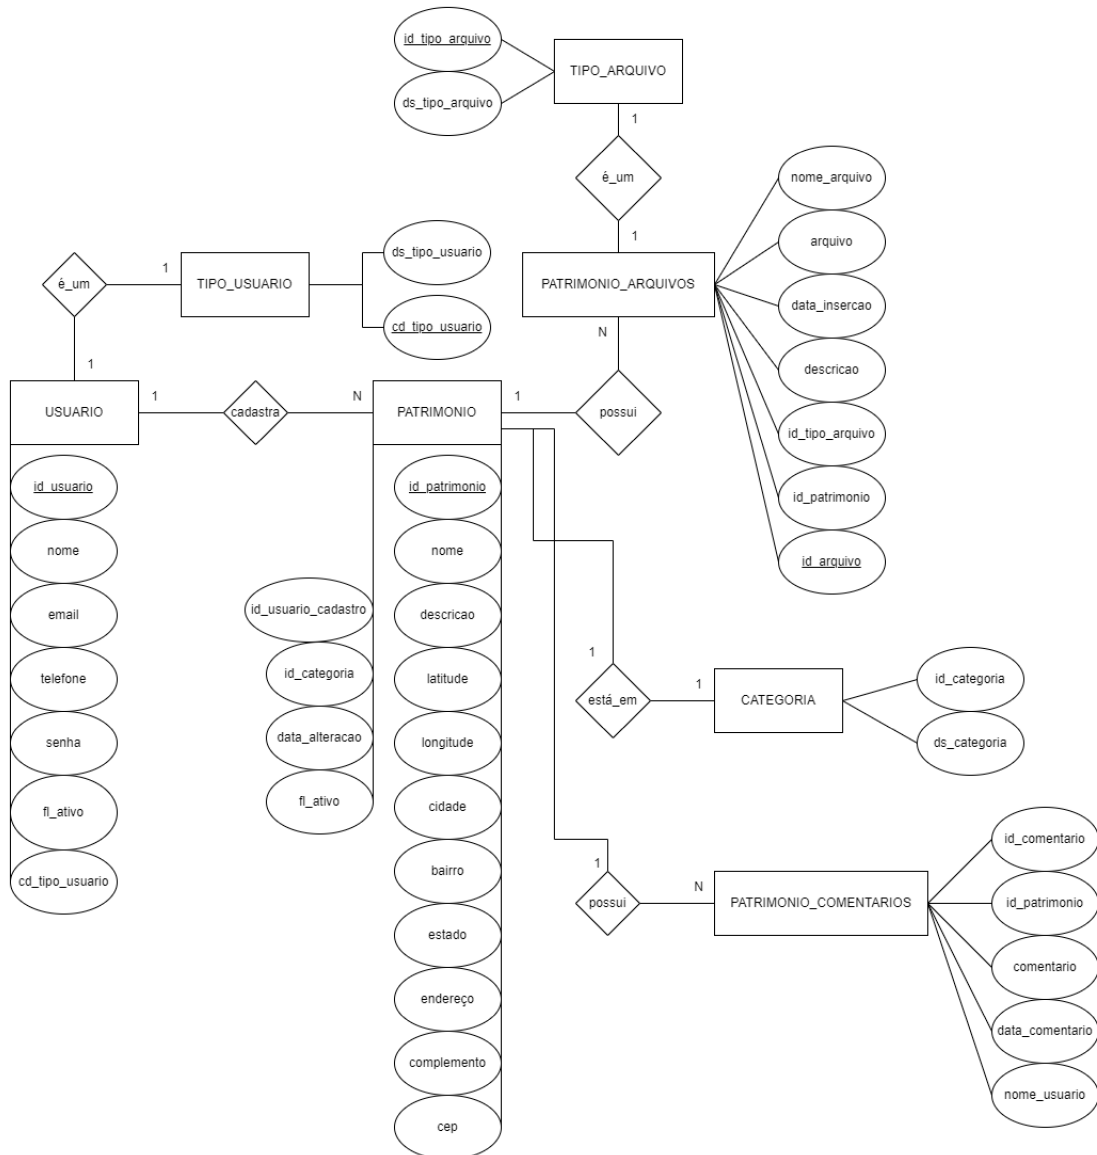 id_tipo_arquivo
TIPO_ARQUIVO
ds_tipo_arquivo
1
é_um
nome_arquivo
1
arquivo
ds_tipo_usuario
1
é_um
TIPO_USUARIO
PATRIMONIO_ARQUIVOS
data_insercao
cd_tipo_usuario
N
1
descricao
USUARIO
1
cadastra
N
PATRIMONIO
1
possui
id_tipo_arquivo
id_usuario
id_patrimonio
id_patrimonio
nome
nome
id_arquivo
email
id_usuario_cadastro
descricao
telefone
id_categoria
latitude
1
está_em
1
CATEGORIA
id_categoria
senha
data_alteracao
longitude
ds_categoria
fl_ativo
fl_ativo
cidade
cd_tipo_usuario
bairro
1
possui
N
PATRIMONIO_COMENTARIOS
id_comentario
id_patrimonio
estado
comentario
endereço
data_comentario
complemento
nome_usuario
cep